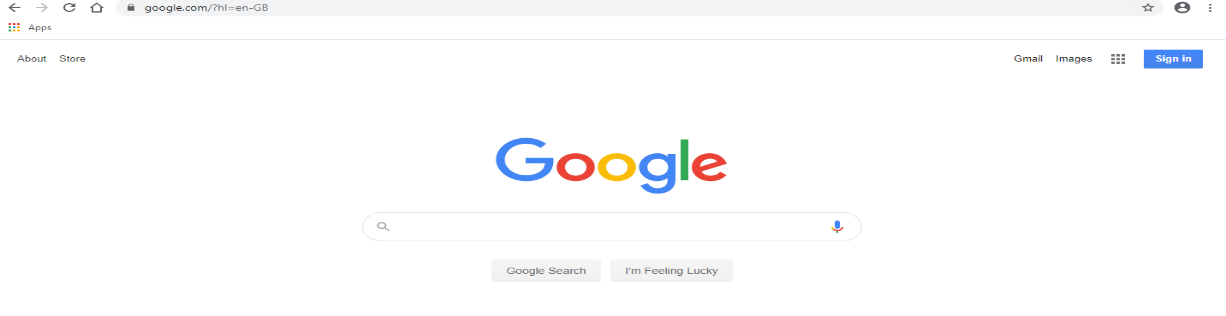 google.com/?hl=en-GB
Apps
About Store Gmail Images Sign in
Google
Google Search I'm Feeling Lucky